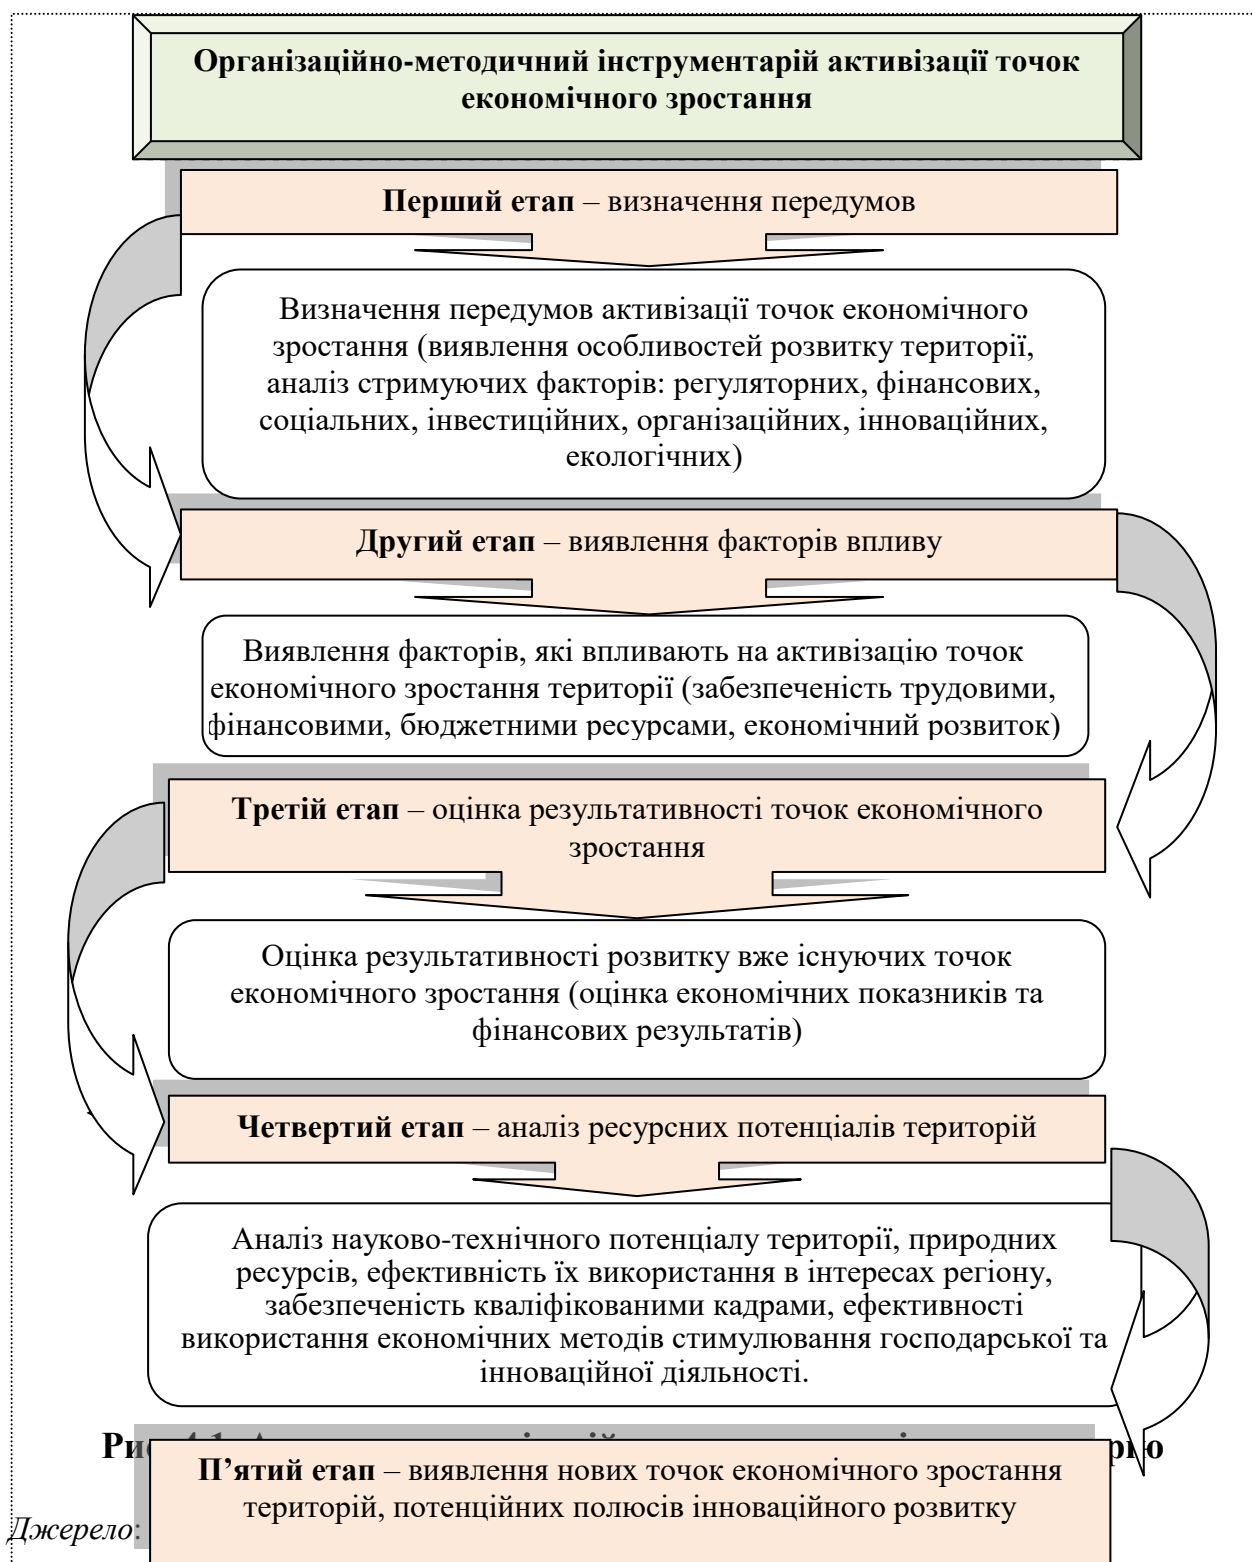 Організаційно-методичний інструментарій активізації точок
економічного зростання
Перший етап – визначення передумов
Визначення передумов активізації точок економічного
зростання (виявлення особливостей розвитку території,
аналіз стримуючих факторів: регуляторних, фінансових,
соціальних, інвестиційних, організаційних, інноваційних,
екологічних)
Другий етап – виявлення факторів впливу
Виявлення факторів, які впливають на активізацію точок
економічного зростання території (забезпеченість трудовими,
фінансовими, бюджетними ресурсами, економічний розвиток)
Третій етап – оцінка результативності точок економічного
зростання
Оцінка результативності розвитку вже існуючих точок
економічного зростання (оцінка економічних показників та
фінансових результатів)
Четвертий етап – аналіз ресурсних потенціалів територій
Аналіз науково-технічного потенціалу території, природних
ресурсів, ефективність їх використання в інтересах регіону,
забезпеченість кваліфікованими кадрами, ефективності
використання економічних методів стимулювання господарської та
інноваційної діяльності.
П’ятий етап – виявлення нових точок економічного зростання
територій, потенційних полюсів інноваційного розвитку
Джерело: